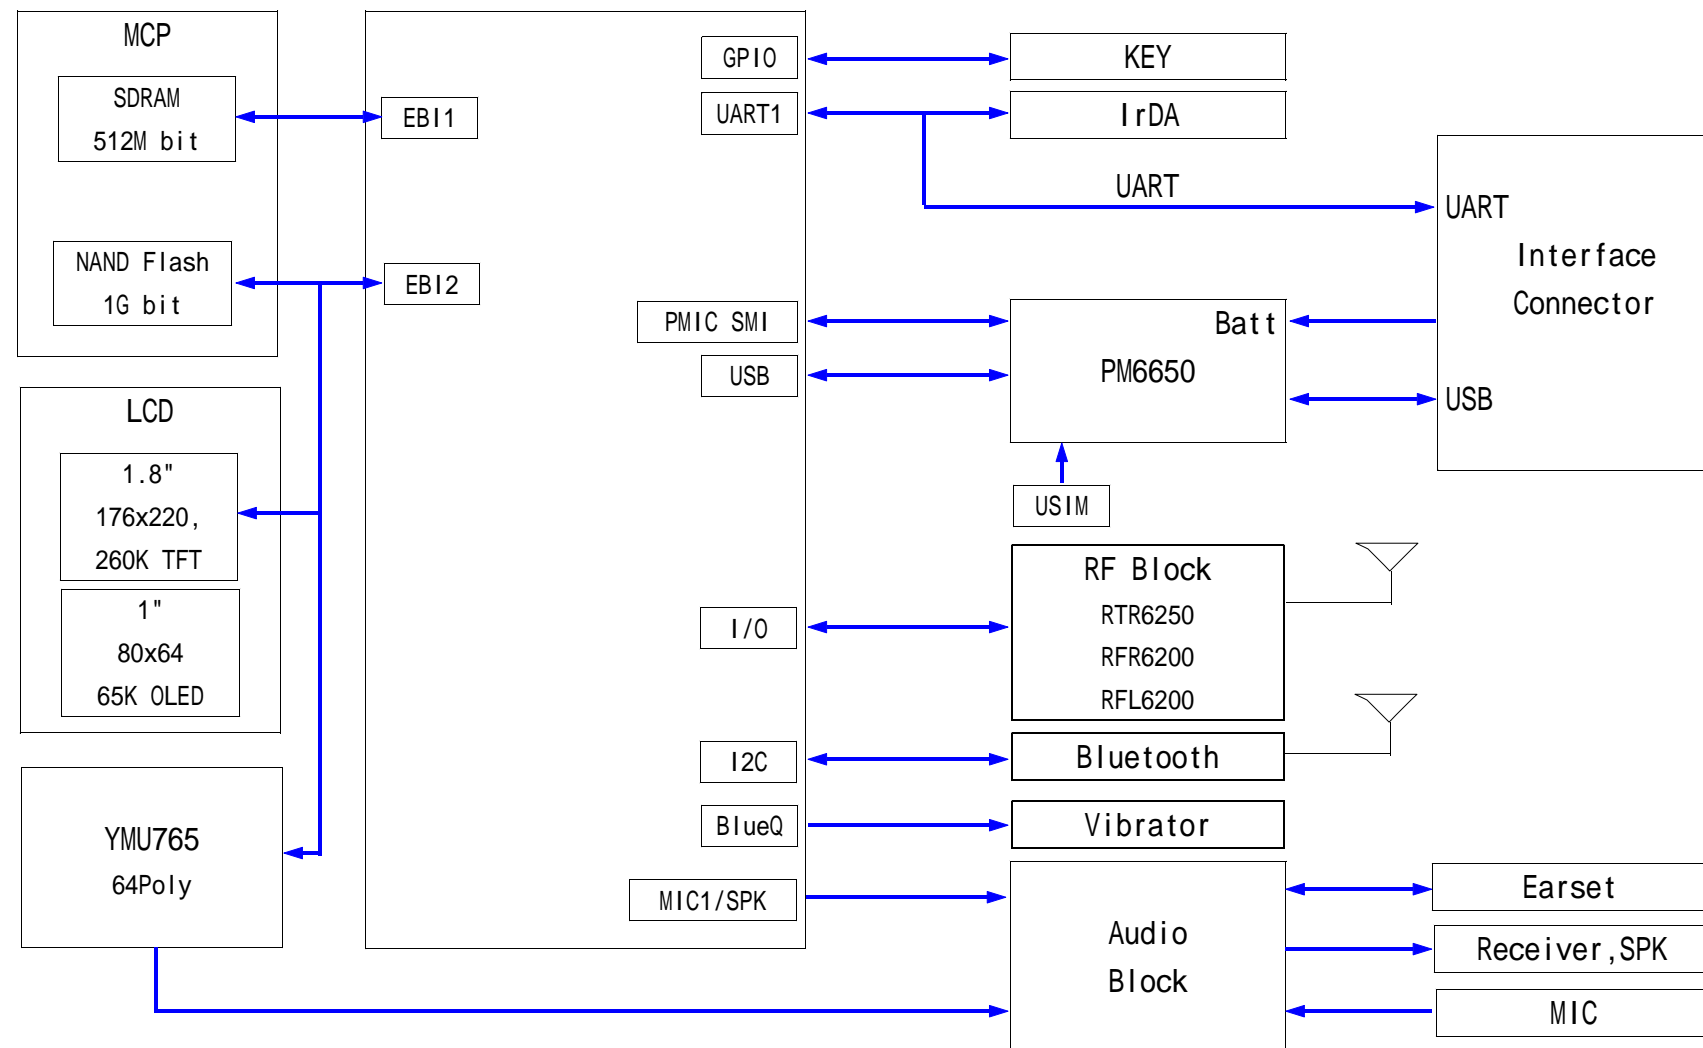 MCP
SDRAM
512M bit
NAND Flash
1G bit
LCD
1.8"
176x220,
260K TFT
1"
80x64
65K OLED
YMU765
64Poly
EBI1
EBI2
GPIO
UART1
PMIC SMI
USB
I/O
I2C
BlueQ
MIC1/SPK
KEY
IrDA
UART
Batt
PM6650
USIM
RF Block
RTR6250
RFR6200
RFL6200
Bluetooth
Vibrator
Audio
Block
UART
Interface
Connector
USB
Earset
Receiver,SPK
MIC